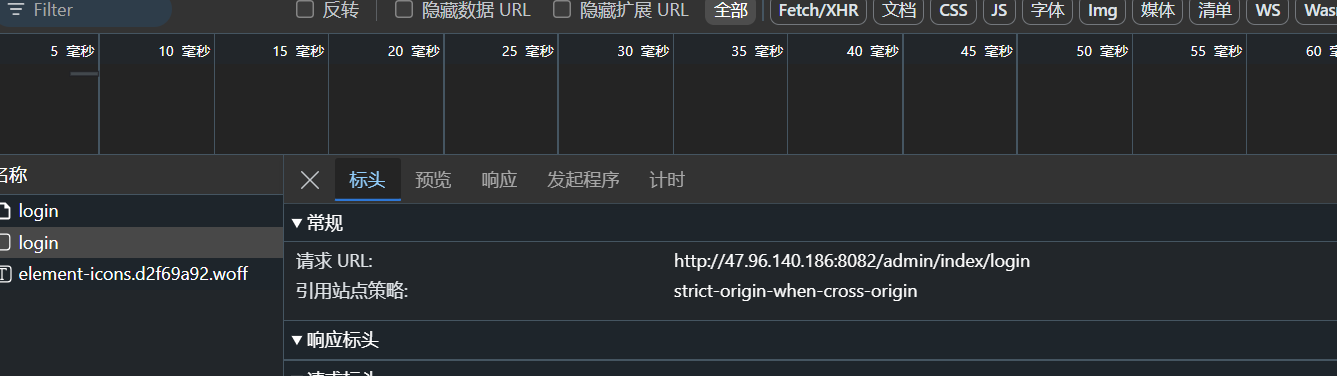 Filter 反转 隐藏数据 URL 隐藏扩展 URL 全部 Fetch/XHR 文档 CSS JS 字体 Img 媒体 清单 WS
5 毫秒 10 毫秒 15 毫秒 20 毫秒 25 毫秒 30 毫秒 35 毫秒 40 毫秒 45 毫秒 50 毫秒 55 毫秒 60
名称 标头 预览 响应 发起程序 计时
login
常规
login
请求 URL: http://47.96.140.186:8082/admin/index/login
element-icons.d2f69a92.woff
引用站点策略: strict-origin-when-cross-origin
响应标头